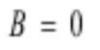 B = 0